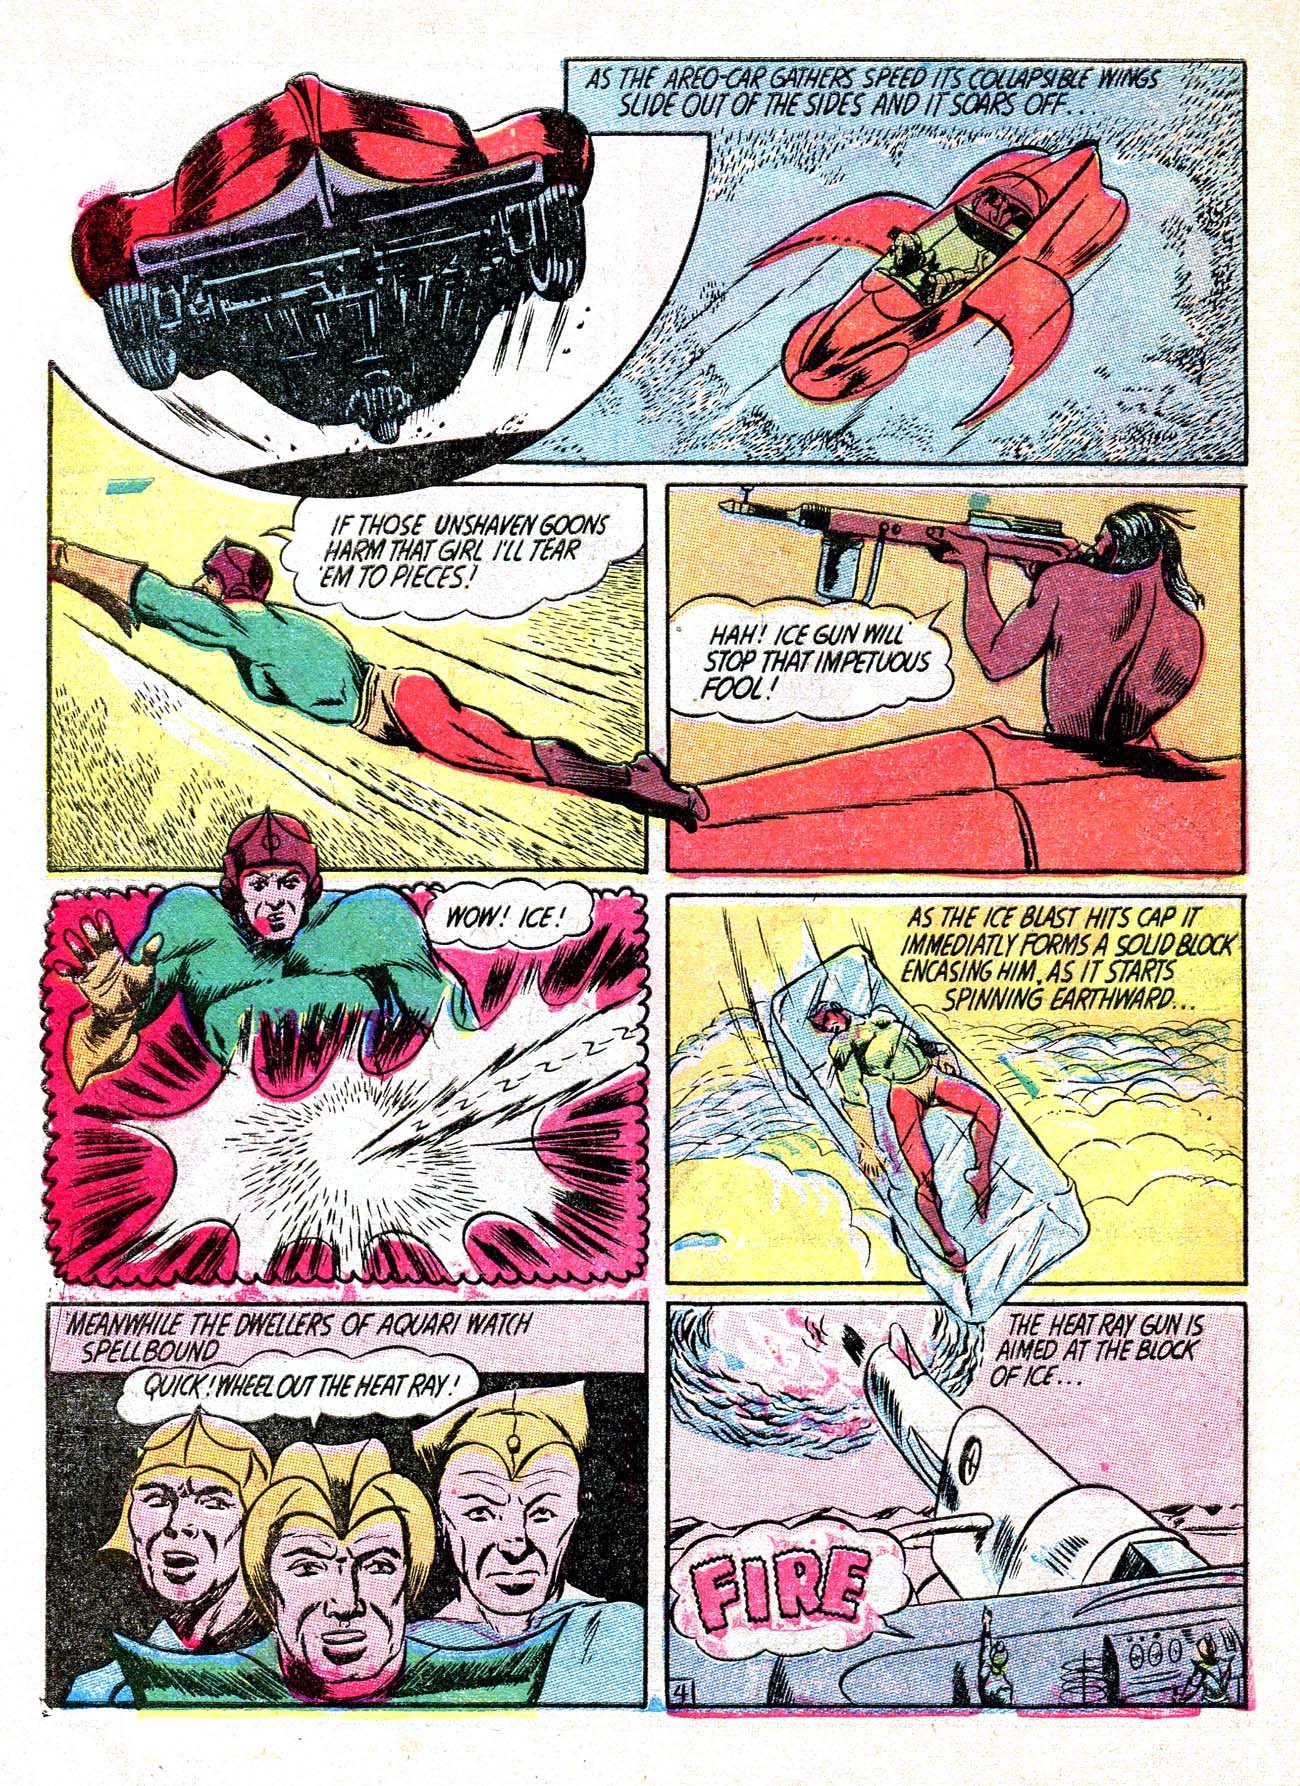 AS THE AREO-CAR GATHERS SPEED ITS COLLAPSIBLE WINGS
SLIDE OUT OF THE SIDES AND IT SOARS OFF...
IF THOSE UNSHAVEN GOONS
HARM THAT GIRL I'LL TEAR
'EM TO PIECES!
HAH! ICE GUN WILL
STOP THAT IMPETUOUS
FOOL!
WOW! ICE!
AS THE ICE BLAST HITS CAP IT
IMMEDIATLY FORMS A SOLID BLOCK
ENCASING HIM, AS IT STARTS
SPINNING EARTHWARD...
MEANWHILE THE DWELLERS OF AQUARI WATCH
SPELLBOUND
QUICK! WHEEL OUT THE HEAT RAY!
THE HEAT RAY GUN IS
AIMED AT THE BLOCK
OF ICE...
FIRE
4